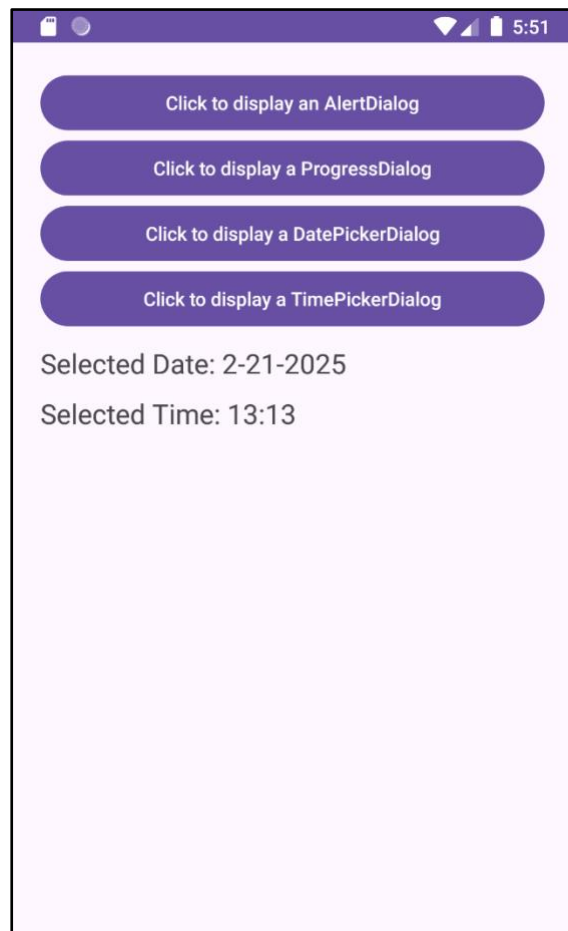 5:51
Click to display an AlertDialog
Click to display a ProgressDialog
Click to display a DatePickerDialog
Click to display a TimePickerDialog
Selected Date: 2-21-2025
Selected Time: 13:13